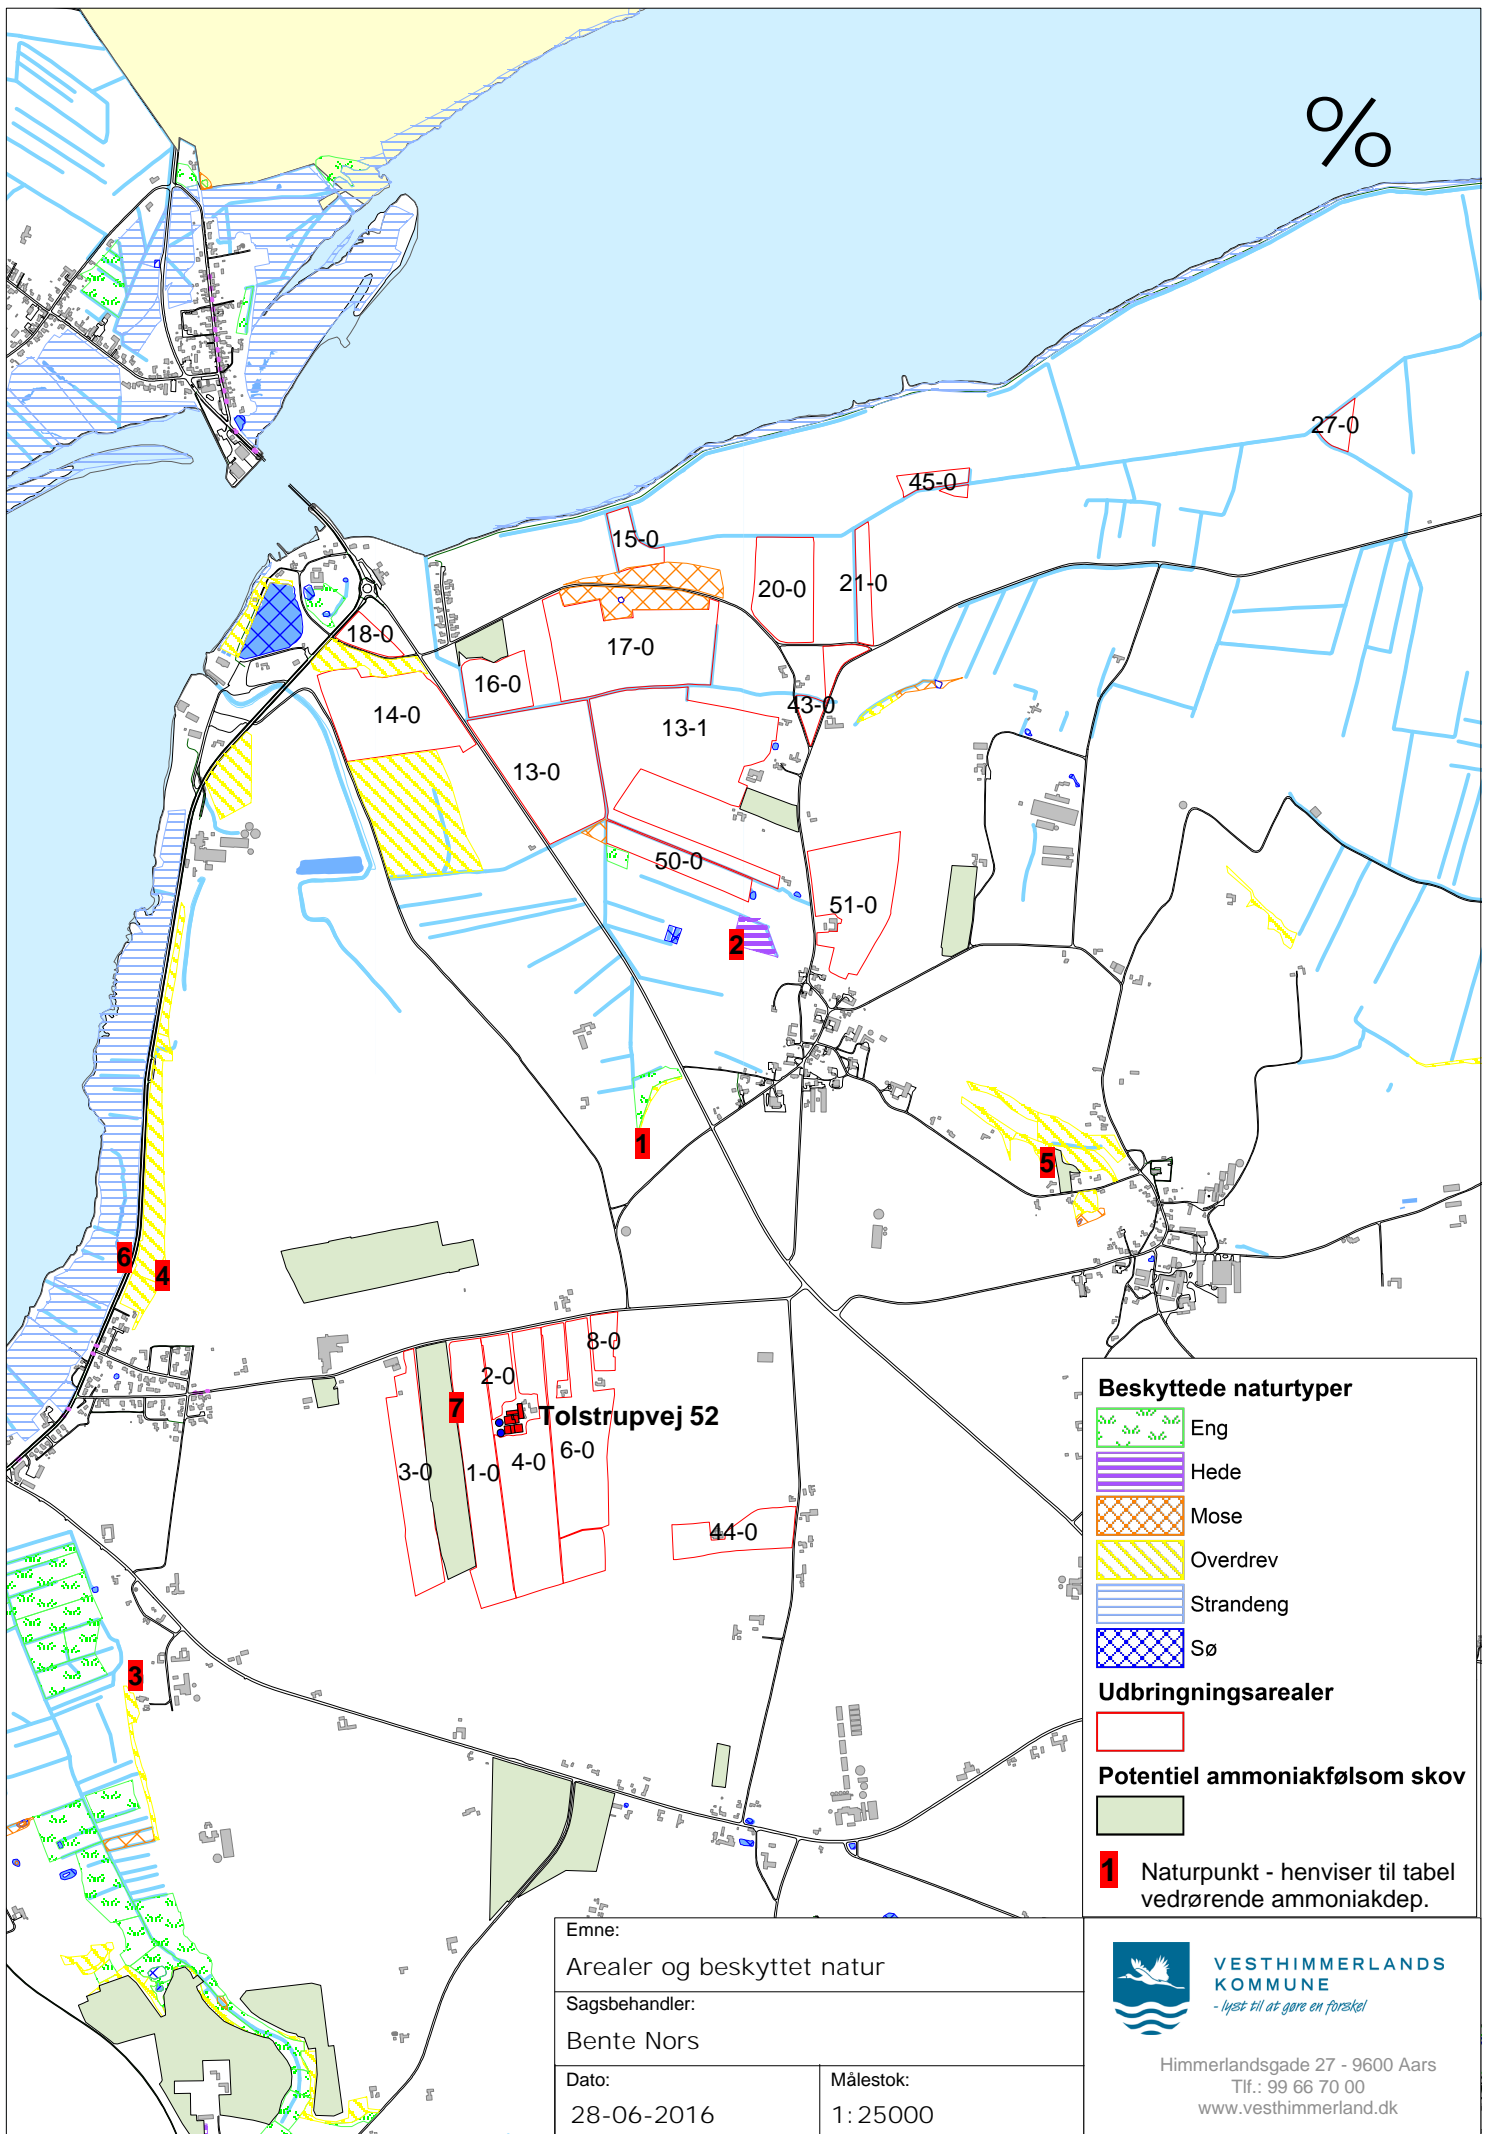 %
27-0
45-0
15-0
20-0
21-0
18-0
17-0
16-0
14-0
43-0
13-1
13-0
50-0
51-0
2
1
5
6
4
8-0
2-0
7
Tolstrupvej 52
6-0
4-0
3-0
1-0
44-0
3
Beskyttede naturtyper
Eng
Hede
Mose
Overdrev
Strandeng
Sø
Udbringningsarealer
Potentiel ammoniakfølsom skov
1 Naturpunkt - henviser til tabel
vedrørende ammoniakdep.
Emne:
Arealer og beskyttet natur
Sagsbehandler:
Bente Nors
Dato:
28-06-2016
Målestok:
1:25000
VESTHIMMERLANDS
KOMMUNE
- lyst til at gøre en forskel
Himmerlandsgade 27 - 9600 Aars
Tlf.: 99 66 70 00
www.vesthimmerland.dk